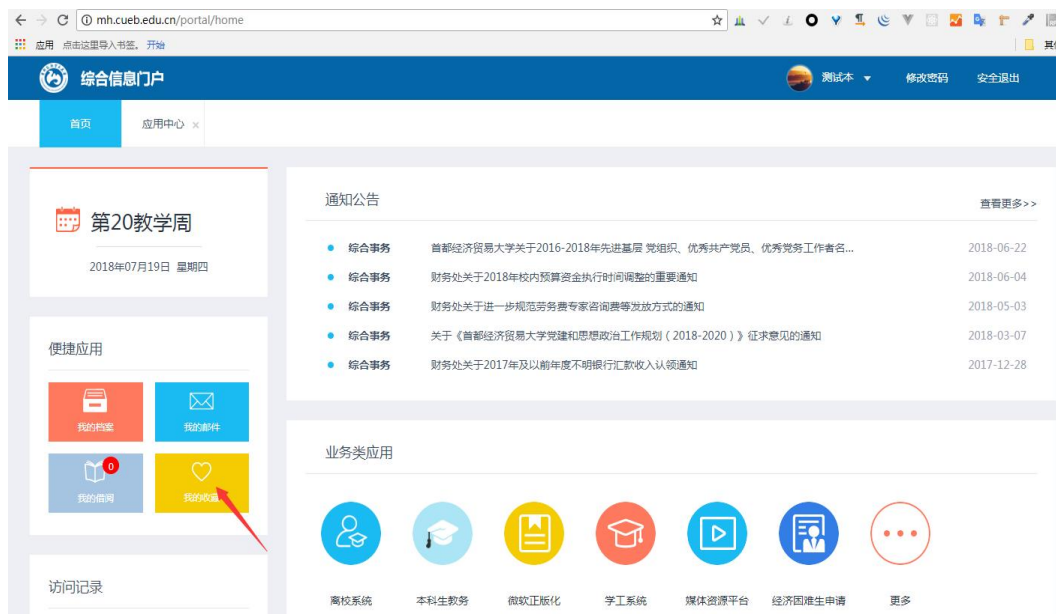 mh.cueb.edu.cn/portal/home
应用 点击这里导入书签。 开始
综合信息门户 测试本 修改密码 安全退出
首页 应用中心 ×
第20教学周
2018年07月19日 星期四
通知公告 查看更多>>
综合事务 首都经济贸易大学关于2016-2018年先进基层 党组织、优秀共产党员、优秀党务工作者名... 2018-06-22
综合事务 财务处关于2018年校内预算资金执行时间调整的重要通知 2018-06-04
综合事务 财务处关于进一步规范劳务费专家咨询费等发放方式的通知 2018-05-03
综合事务 关于《首都经济贸易大学党建和思想政治工作规划(2018-2020)》征求意见的通知 2018-03-07
综合事务 财务处关于2017年及以前年度不明银行汇款收入认领通知 2017-12-28
便捷应用
我的档案 我的邮件
0
我的借阅 我的收藏
业务类应用
离校系统 本科生教务 微软正版化 学工系统 媒体资源平台 经济困难生申请 更多
访问记录